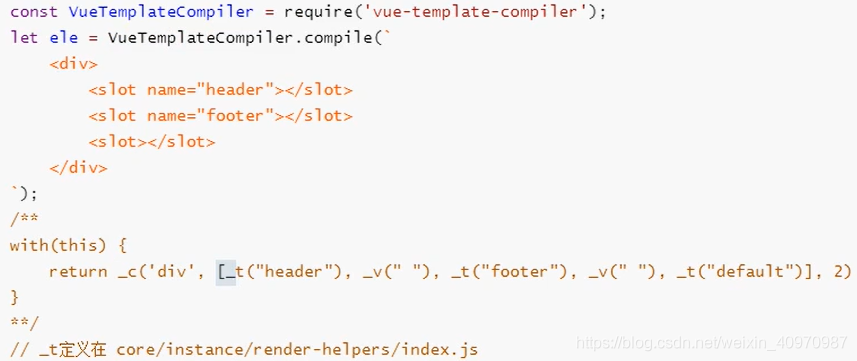 const VueTemplateCompiler = require('vue-template-compiler');
let ele = VueTemplateCompiler.compile(`
    <div>
        <slot name="header"></slot>
        <slot name="footer"></slot>
        <slot></slot>
    </div>
`);
/**
with(this) {
    return _c('div', [_t("header"), _v(" "), _t("footer"), _v(" "), _t("default")], 2)
}
**/
// _t定义在 core/instance/render-helpers/index.js
https://blog.csdn.net/weixin_40970987